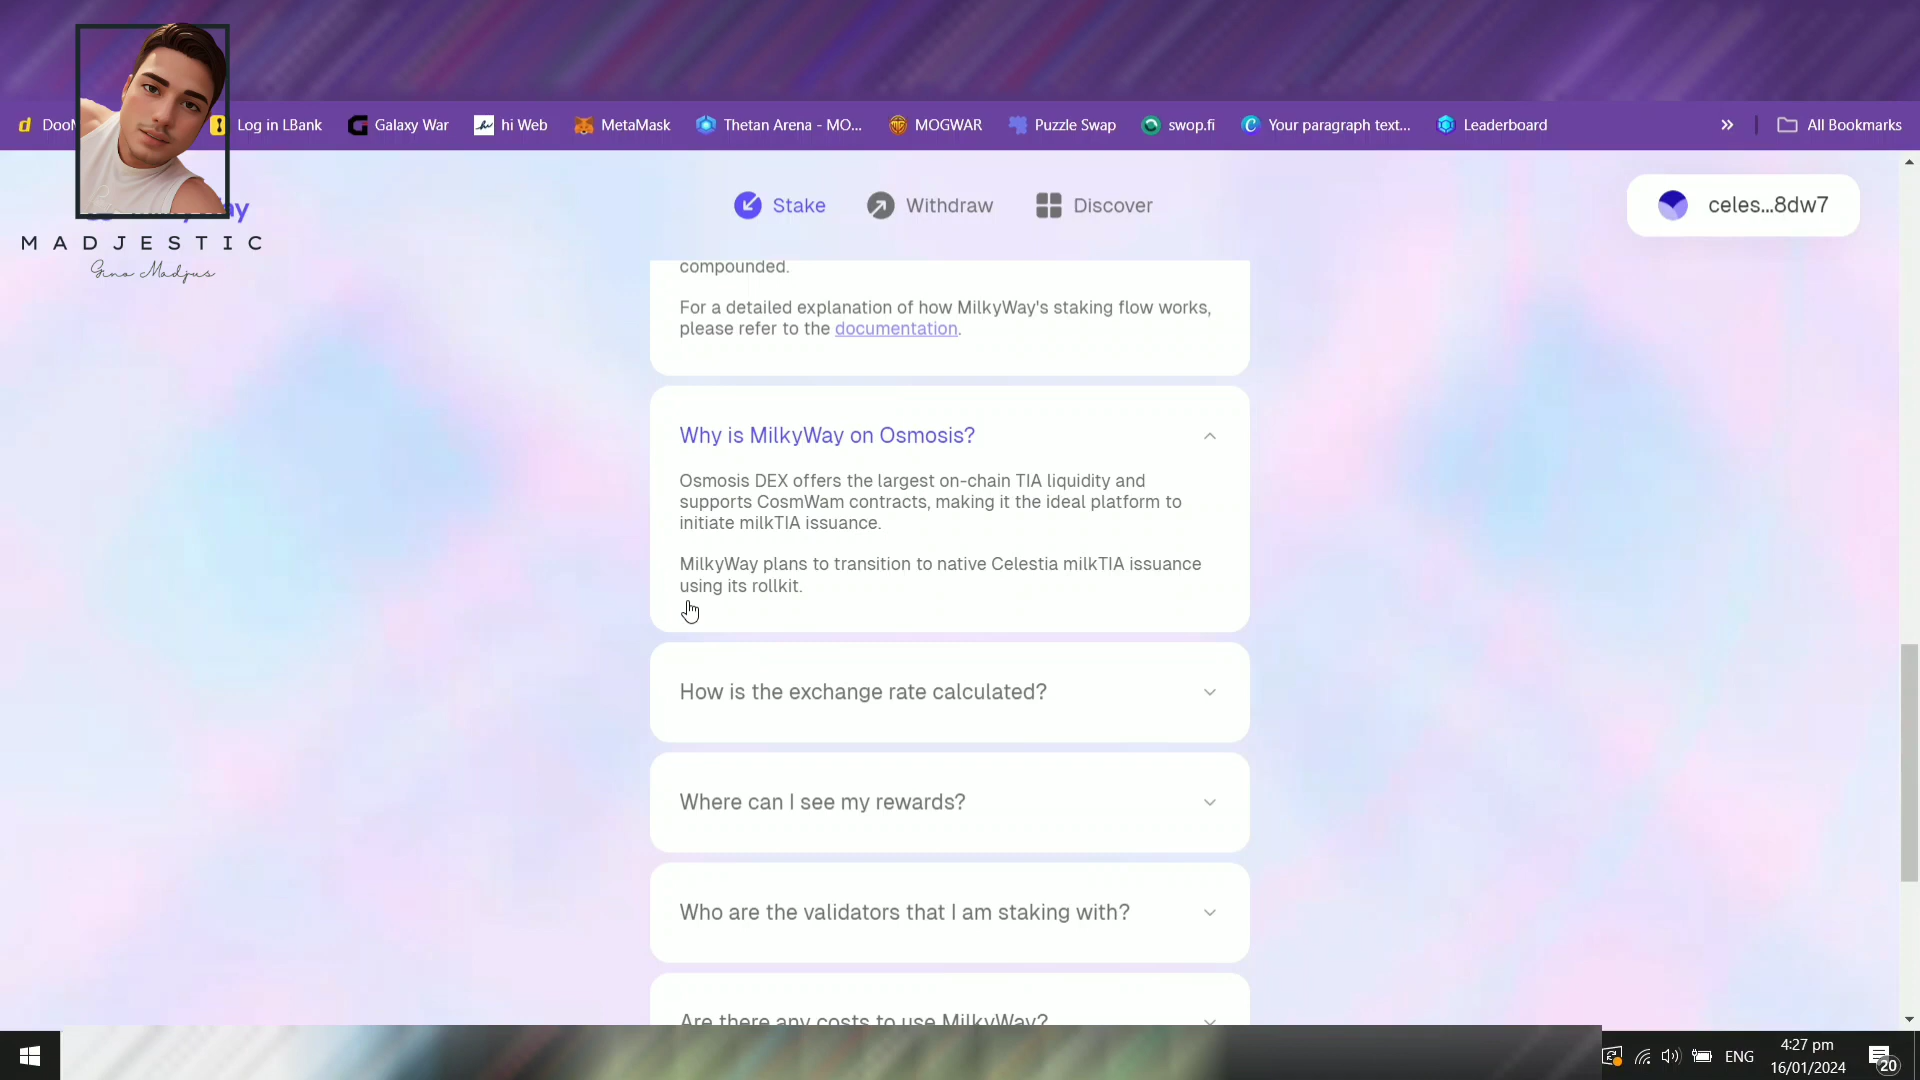 DooM
Log in LBank
Galaxy War
hi Web
MetaMask
Thetan Arena - MO...
MOGWAR
Puzzle Swap
swop.fi
Your paragraph text...
Leaderboard
All Bookmarks
Stake
Withdraw
Discover
celes...8dw7
MADJESTIC
Gino Madjus
compounded.
For a detailed explanation of how MilkyWay's staking flow works,
please refer to the documentation.
Why is MilkyWay on Osmosis?
Osmosis DEX offers the largest on-chain TIA liquidity and
supports CosmWam contracts, making it the ideal platform to
initiate milkTIA issuance.
MilkyWay plans to transition to native Celestia milkTIA issuance
using its rollkit.
How is the exchange rate calculated?
Where can I see my rewards?
Who are the validators that I am staking with?
Are there any costs to use MilkyWay?
ENG
4:27 pm
16/01/2024
20